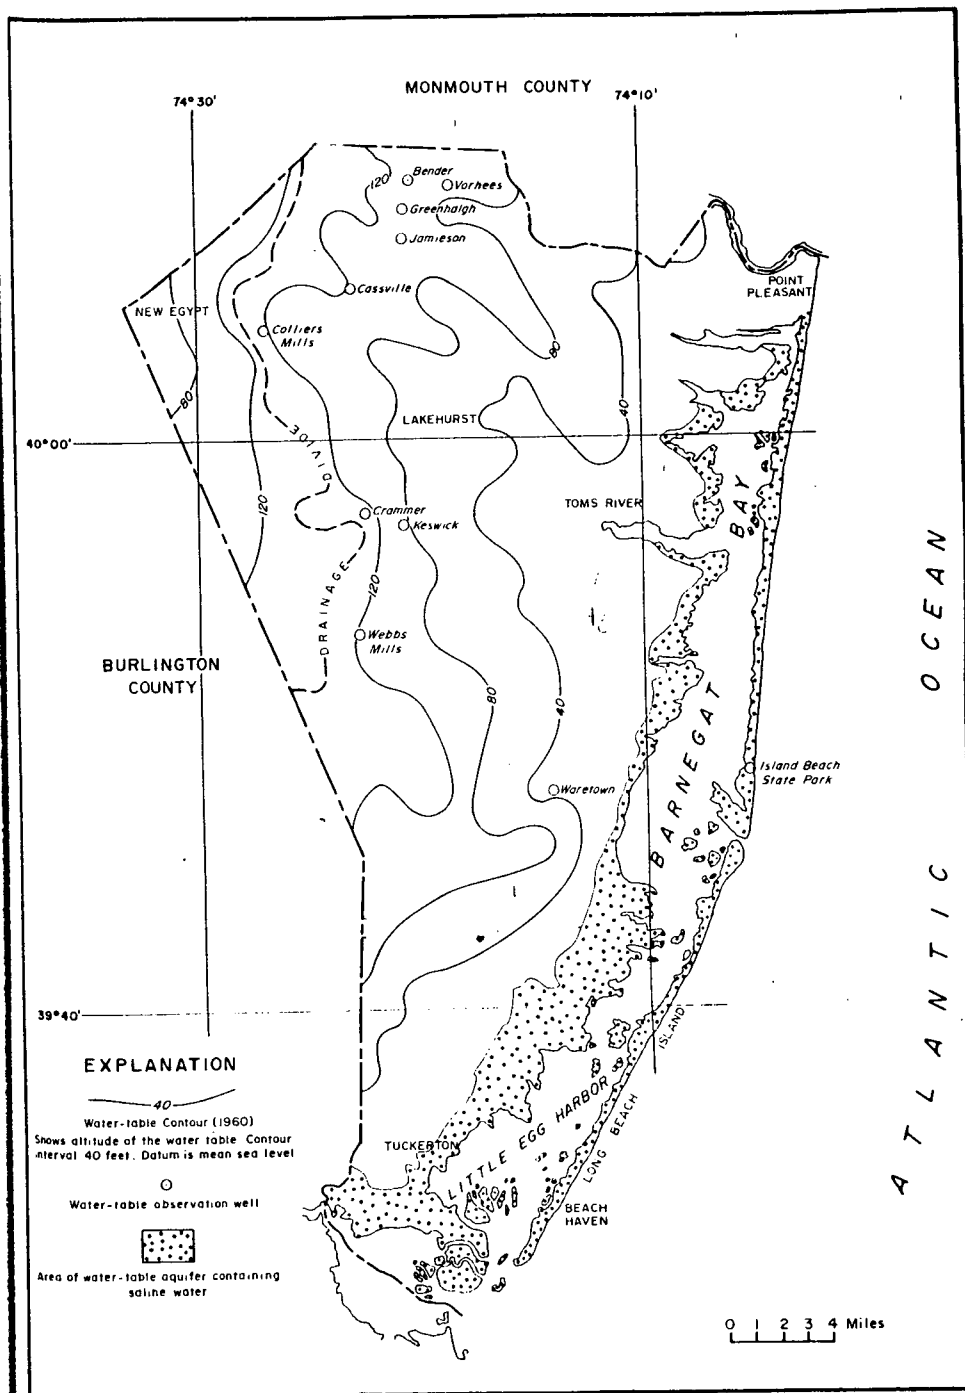 MONMOUTH COUNTY
74°30'
74°10'
120
Bender
Vorhees
Greenhalgh
Jamieson
Cassville
POINT
PLEASANT
NEW EGYPT
Colliers
Mills
80
80
40
LAKEHURST
40°00'
DIVIDE
120
Crammer
Keswick
TOMS RIVER
BAY
DRAINAGE
120
Webbs
Mills
BURLINGTON
COUNTY
80
40
BARNEGAT
ATLANTIC OCEAN
Island Beach
State Park
Waretown
39°40'
EXPLANATION
40
Water-table Contour (1960)
Shows altitude of the water table Contour
interval 40 feet. Datum is mean sea level
Water-table observation well
Area of water-table aquifer containing
saline water
TUCKERTON
LITTLE EGG HARBOR
LONG BEACH ISLAND
BEACH
HAVEN
0 1 2 3 4 Miles